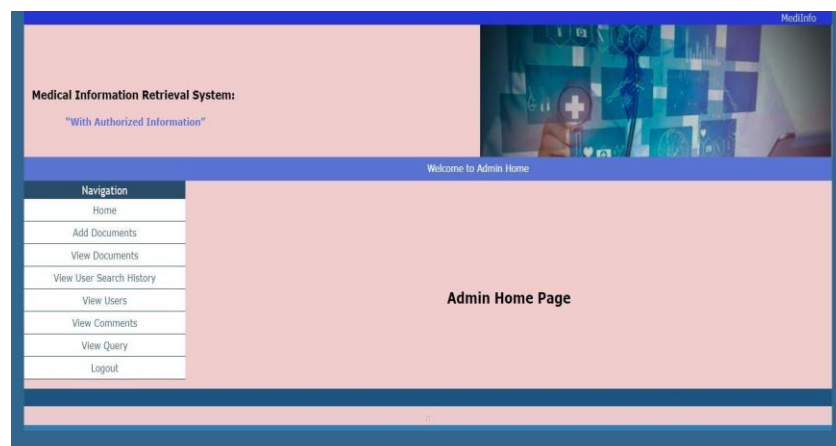 MediInfo
Medical Information Retrieval System:
"With Authorized Information"
Welcome to Admin Home
Navigation
Home
Add Documents
View Documents
View User Search History
View Users
View Comments
View Query
Logout
Admin Home Page